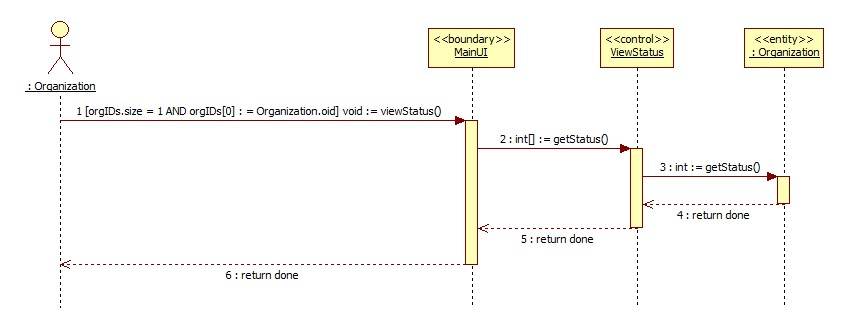 <<boundary>>
MainUI
<<control>>
ViewStatus
<<entity>>
: Organization
: Organization
1 [orgIDs.size = 1 AND orgIDs[0] : = Organization.oid] void := viewStatus()
2 : int[] := getStatus()
3 : int := getStatus()
4 : return done
5 : return done
6 : return done